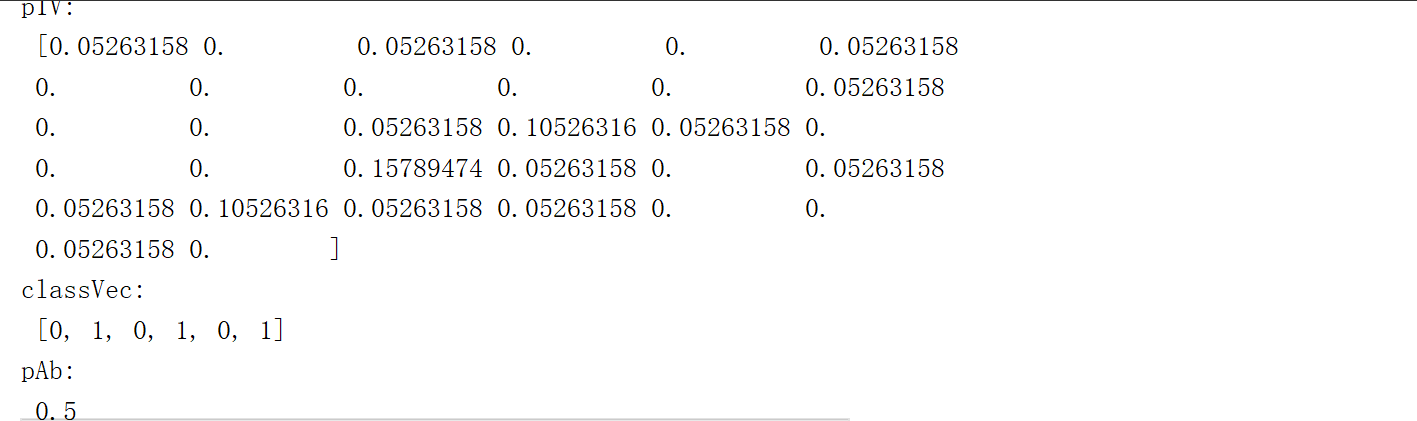 p1V:
[0.05263158 0. 0.05263158 0. 0. 0.05263158
0. 0. 0. 0. 0. 0.05263158
0. 0. 0.05263158 0.10526316 0.05263158 0.
0. 0. 0.15789474 0.05263158 0. 0.05263158
0.05263158 0.10526316 0.05263158 0.05263158 0. 0.
0.05263158 0. ]
classVec:
[0, 1, 0, 1, 0, 1]
pAb:
0.5